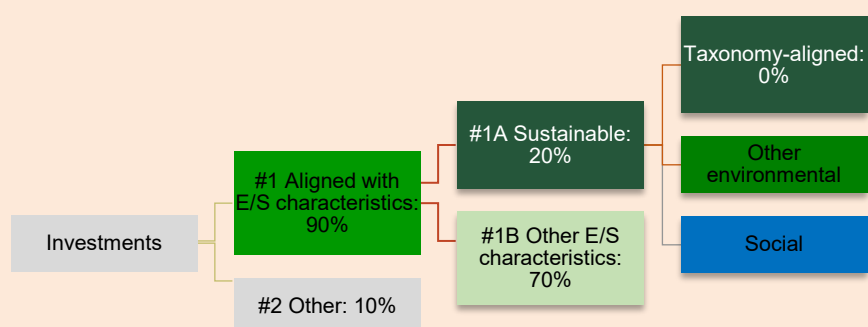 Investments
#1 Aligned with
E/S characteristics:
90%
#2 Other: 10%
#1A Sustainable:
20%
#1B Other E/S
characteristics:
70%
Taxonomy-aligned:
0%
Other
environmental
Social